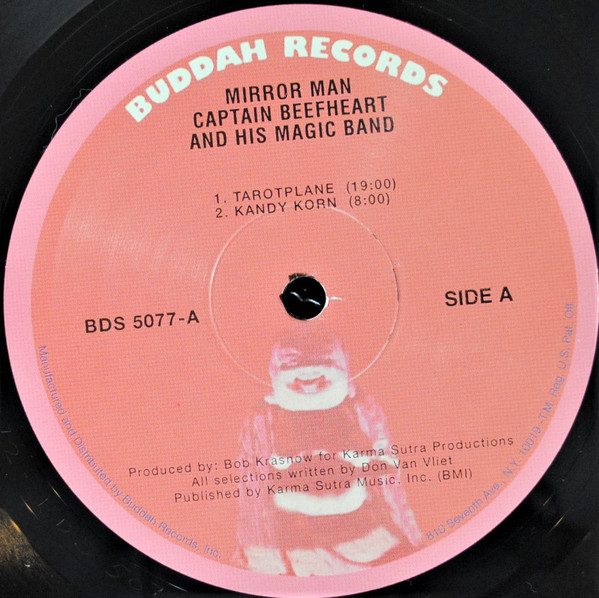 BUDDAH RECORDS
MIRROR MAN
CAPTAIN BEEFHEART
AND HIS MAGIC BAND
1. TAROTPLANE (19:00)
2. KANDY KORN (8:00)
BDS 5077-A
SIDE A
Produced by: Bob Krasnow for Karma Sutra Productions
All selections written by Don Van Vliet
Published by Karma Sutra Music, Inc. (BMI)
Manufactured and Distributed by Buddah Records, Inc.
810 Seventh Ave., N.Y. 10019 - T.M. Reg. U.S. Pat. Off